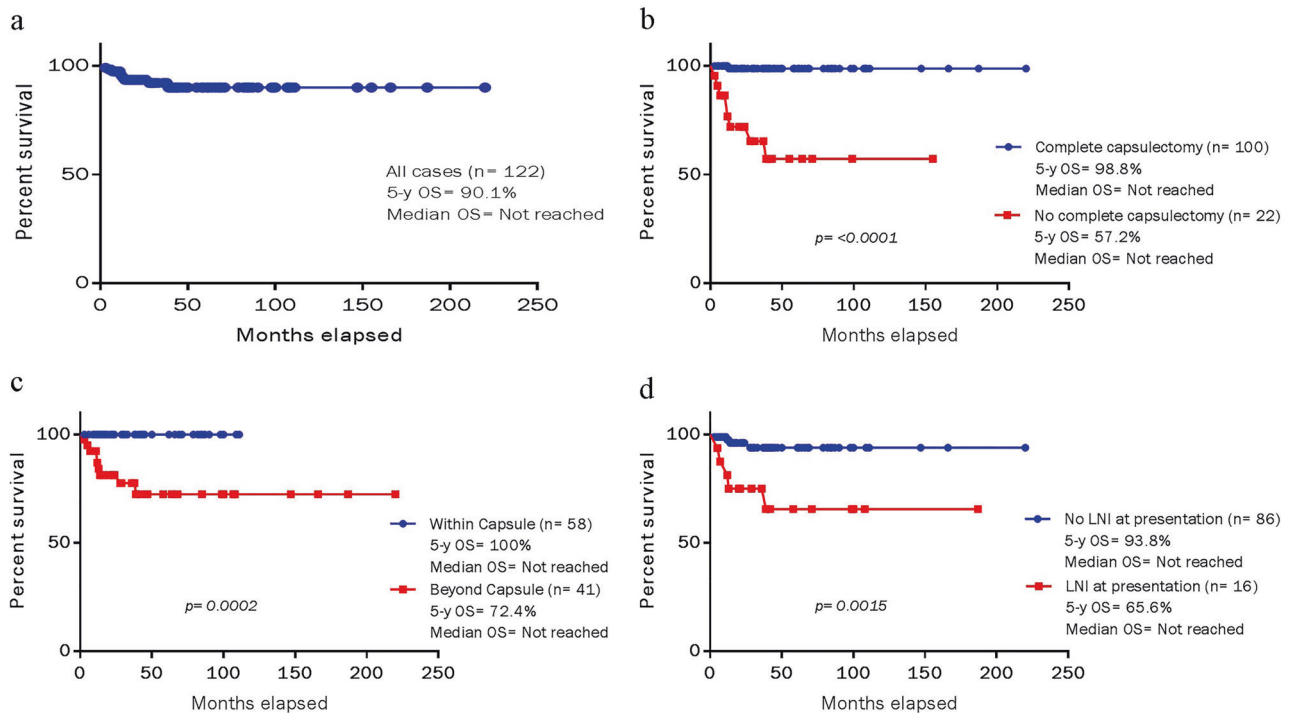 a
Percent survival
100
50
0
All cases (n= 122)
5-y OS= 90.1%
Median OS= Not reached
0 50 100 150 200 250
Months elapsed
b
Percent survival
100
50
0
Complete capsulectomy (n= 100)
5-y OS= 98.8%
Median OS= Not reached
No complete capsulectomy (n= 22)
5-y OS= 57.2%
Median OS= Not reached
p= <0.0001
0 50 100 150 200 250
Months elapsed
c
Percent survival
100
50
0
Within Capsule (n= 58)
5-y OS= 100%
Median OS= Not reached
Beyond Capsule (n= 41)
5-y OS= 72.4%
Median OS= Not reached
p= 0.0002
0 50 100 150 200 250
Months elapsed
d
Percent survival
100
50
0
No LNI at presentation (n= 86)
5-y OS= 93.8%
Median OS= Not reached
LNI at presentation (n= 16)
5-y OS= 65.6%
Median OS= Not reached
p= 0.0015
0 50 100 150 200 250
Months elapsed